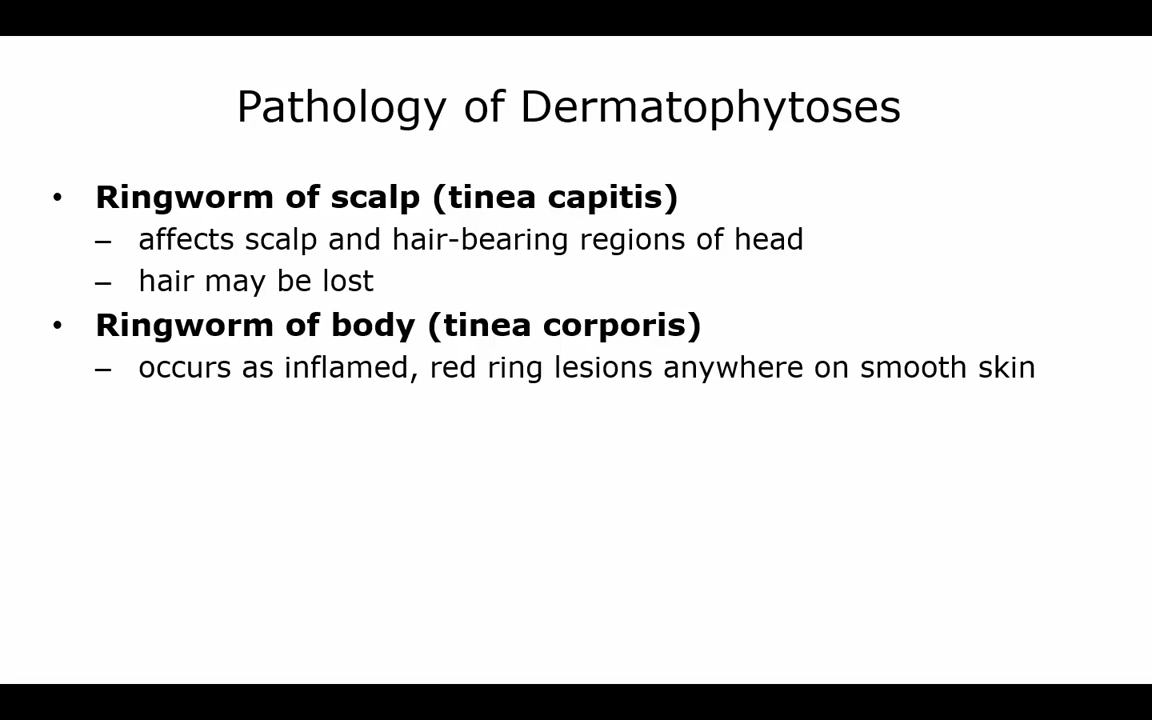 Pathology of Dermatophytoses
• Ringworm of scalp (tinea capitis)
– affects scalp and hair-bearing regions of head
– hair may be lost
• Ringworm of body (tinea corporis)
– occurs as inflamed, red ring lesions anywhere on smooth skin